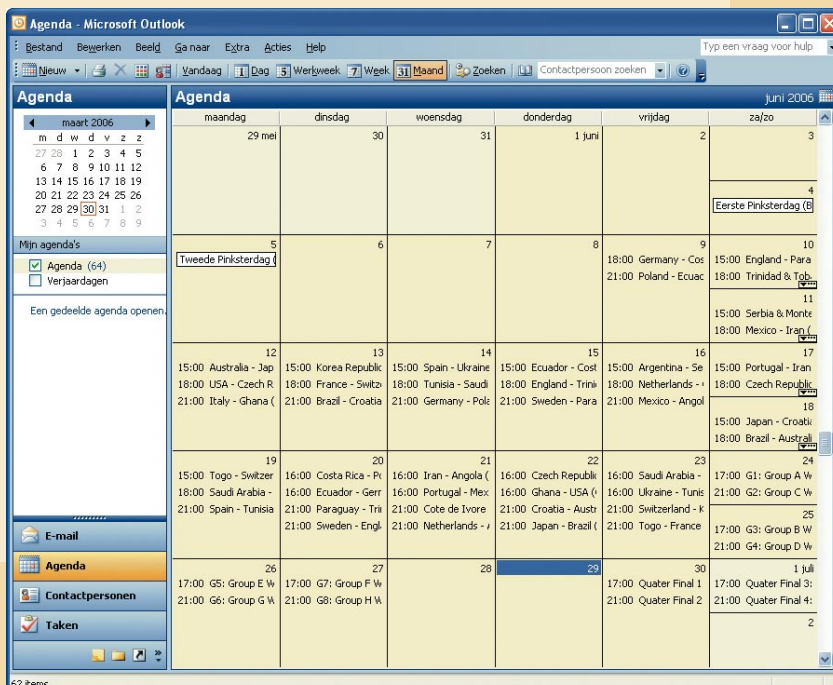 Agenda - Microsoft Outlook
Bestand Bewerken Beeld Ga naar Extra Acties Help
Typ een vraag voor hulp
Nieuw Vandaag 1 Dag 5 Werkweek 7 Week 31 Maand Zoeken Contactpersoon zoeken
Agenda
maart 2006
m d w d v z z
27 28 1 2 3 4 5
6 7 8 9 10 11 12
13 14 15 16 17 18 19
20 21 22 23 24 25 26
27 28 29 30 31 1 2
3 4 5 6 7 8 9
Mijn agenda's
Agenda (64)
Verjaardagen
Een gedeelde agenda openen.
E-mail
Agenda
Contactpersonen
Taken
Agenda juni 2006
maandag dinsdag woensdag donderdag vrijdag za/zo
29 mei 30 31 1 juni 2 3
4
Eerste Pinksterdag (B
5 6 7 8 9 10
Tweede Pinksterdag (
18:00 Germany - Cos 15:00 England - Para
21:00 Poland - Ecuac 18:00 Trinidad & Tob
11
15:00 Serbia & Monte
18:00 Mexico - Iran (
12 13 14 15 16 17
15:00 Australia - Jap 15:00 Korea Republic 15:00 Spain - Ukraine 15:00 Ecuador - Cost 15:00 Argentina - Se 15:00 Portugal - Iran
18:00 USA - Czech R 18:00 France - Switz 18:00 Tunisia - Saudi 18:00 England - Trini 18:00 Netherlands - 18:00 Czech Republic
21:00 Italy - Ghana ( 21:00 Brazil - Croatia 21:00 Germany - Pola 21:00 Sweden - Para 21:00 Mexico - Angol
18
15:00 Japan - Croati
18:00 Brazil - Australi
19 20 21 22 23 24
15:00 Togo - Switzer 16:00 Costa Rica - Po 16:00 Iran - Angola ( 16:00 Czech Republic 16:00 Saudi Arabia - 17:00 G1: Group A W
18:00 Saudi Arabia - 16:00 Ecuador - Gerr 16:00 Portugal - Mex 16:00 Ghana - USA ( 16:00 Ukraine - Tunis 21:00 G2: Group C W
21:00 Spain - Tunisia 21:00 Paraguay - Tri 21:00 Cote de Ivore 21:00 Croatia - Austr 21:00 Switzerland - K
21:00 Sweden - Engl 21:00 Netherlands - 21:00 Japan - Brazil ( 21:00 Togo - France
25
17:00 G3: Group B W
21:00 G4: Group D W
26 27 28 29 30 1 juli
17:00 G5: Group E W 17:00 G7: Group F W 17:00 Quater Final 1 17:00 Quater Final 3:
21:00 G6: Group G W 21:00 G8: Group H W 21:00 Quater Final 2 21:00 Quater Final 4:
2
62 items